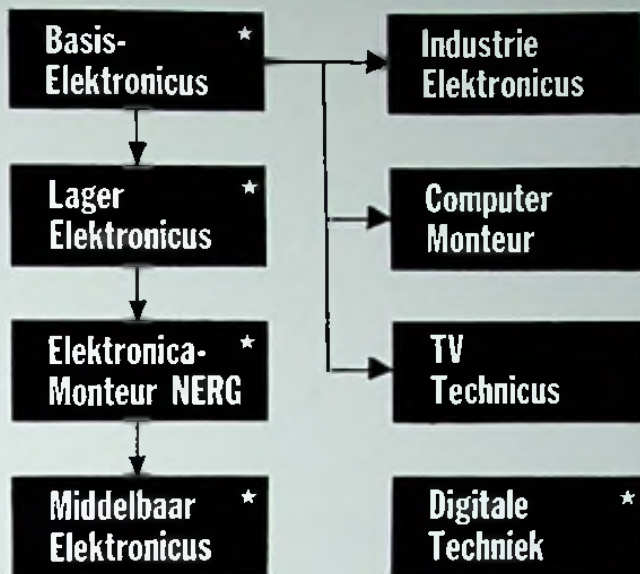 Basis- ★
Elektronicus
Industrie
Elektronicus
Lager ★
Elektronicus
Computer
Monteur
Elektronica- ★
Monteur NERG
TV
Technicus
Middelbaar ★
Elektronicus
Digitale ★
Techniek